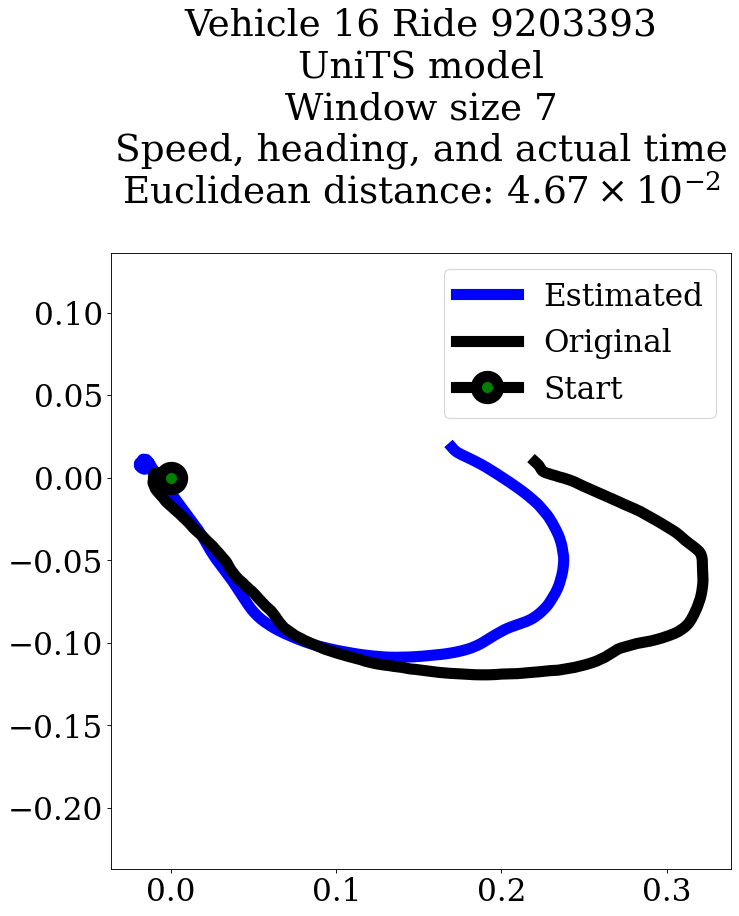 Vehicle 16 Ride 9203393
UniTS model
Window size 7
Speed, heading, and actual time
Euclidean distance: 4.67 × 10⁻²
Estimated
Original
Start
0.10
0.05
0.00
−0.05
−0.10
−0.15
−0.20
0.0 0.1 0.2 0.3